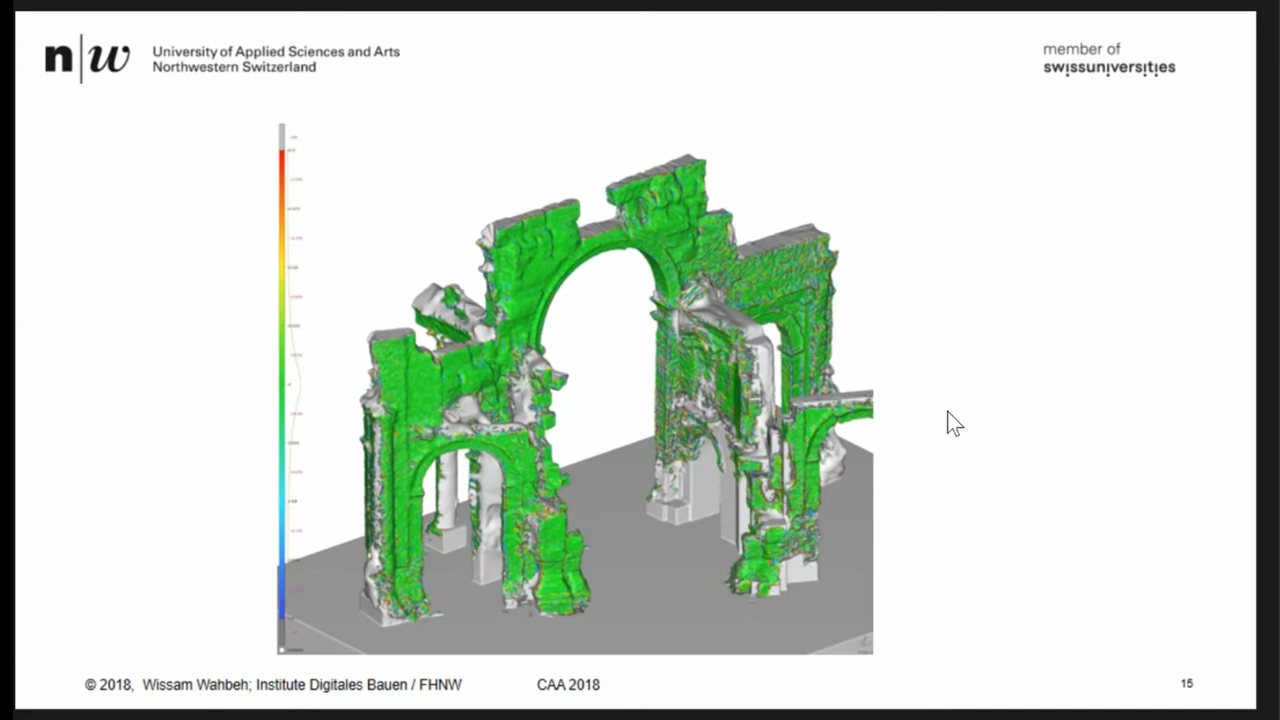 n|w
University of Applied Sciences and Arts
Northwestern Switzerland
member of
swissuniversities
© 2018, Wissam Wahbeh; Institute Digitales Bauen / FHNW
CAA 2018
15